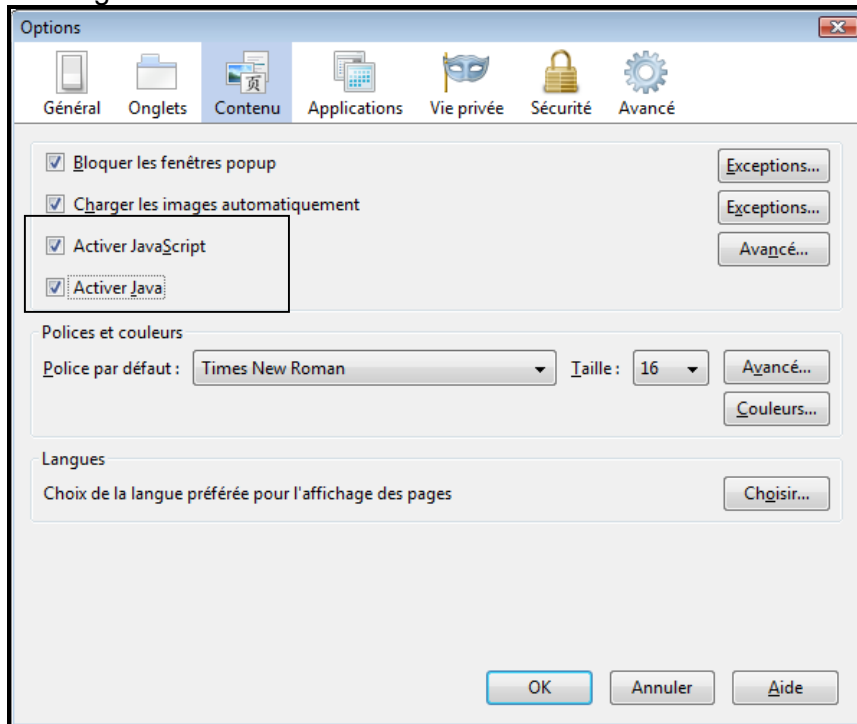 Options
Général Onglets Contenu Applications Vie privée Sécurité Avancé
Bloquer les fenêtres popup Exceptions...
Charger les images automatiquement Exceptions...
Activer JavaScript Avancé...
Activer Java
Polices et couleurs
Police par défaut : Times New Roman Taille : 16 Avancé...
Couleurs...
Langues
Choix de la langue préférée pour l'affichage des pages Choisir...
OK Annuler Aide